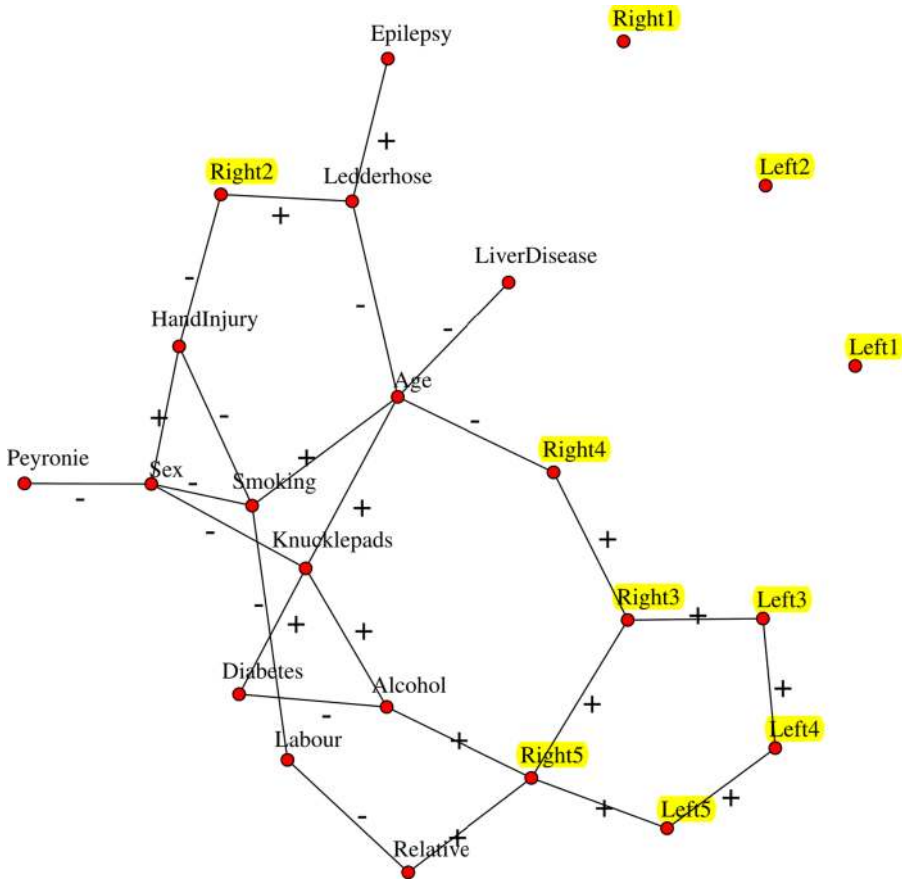 Right1
Epilepsy
Left2
Right2
Ledderhose
+
+
LiverDisease
-
HandInjury
-
-
Left1
Age
+
-
-
Right4
Peyronie
Sex
-
Smoking
+
-
-
+
Knucklepads
+
-
+
+
Right3
+
Left3
Diabetes
Alcohol
-
+
+
Labour
+
Right5
Left4
-
+
+
+
Left5
+
Relative